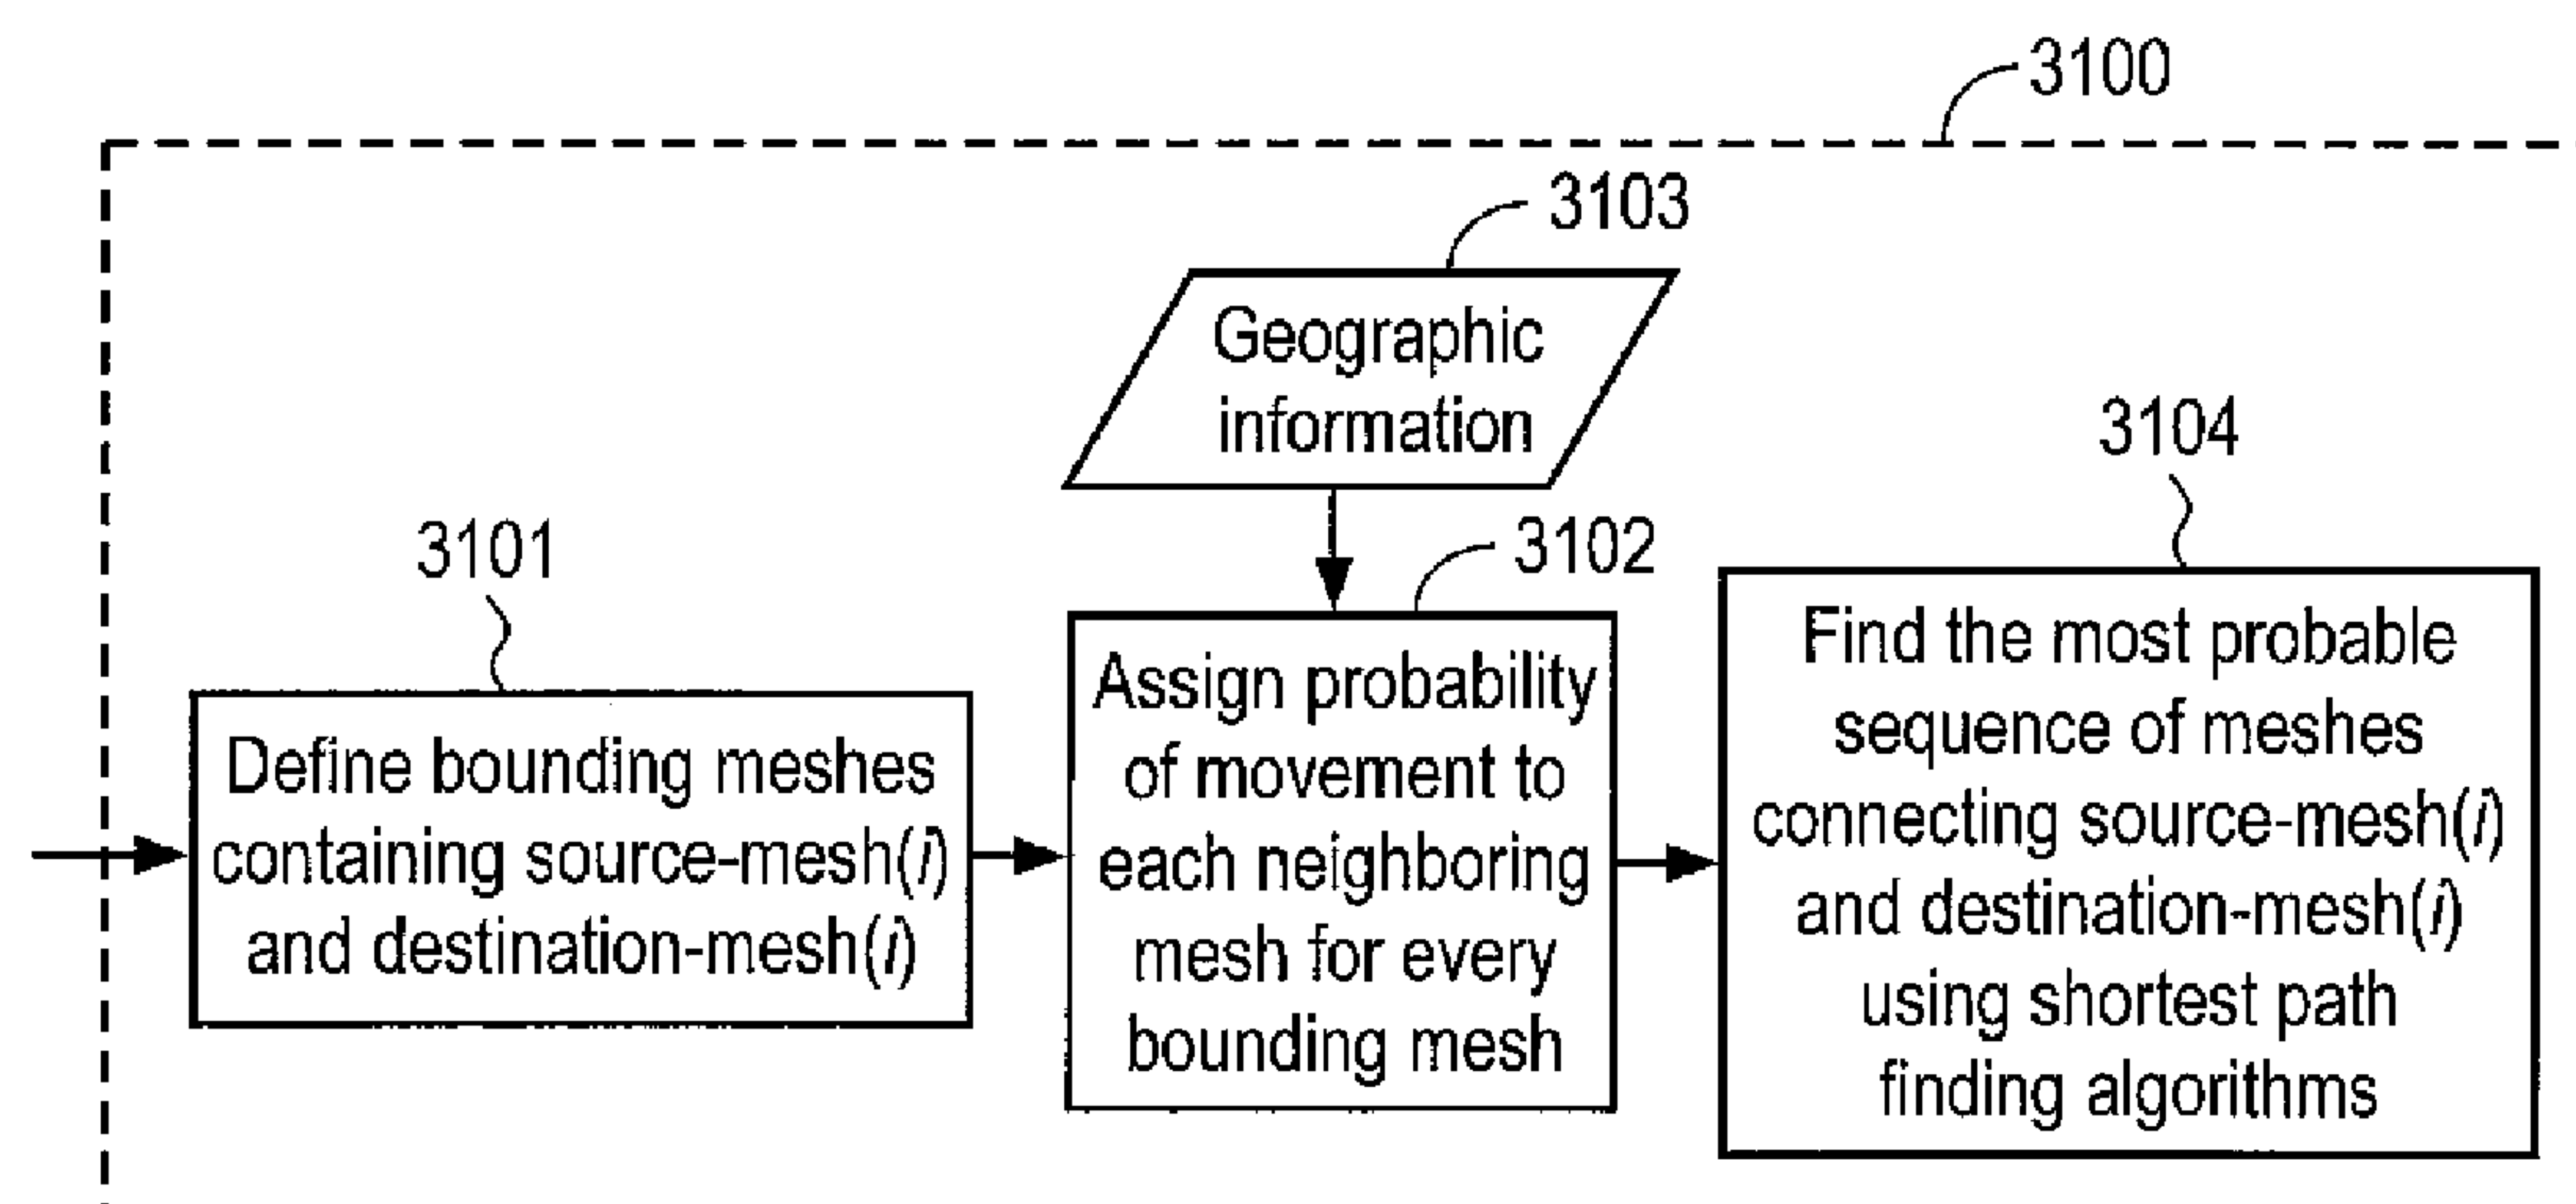 3100
3103
Geographic
information
3104
3101
3102
Define bounding meshes
containing source-mesh(i)
and destination-mesh(i)
Assign probability
of movement to
each neighboring
mesh for every
bounding mesh
Find the most probable
sequence of meshes
connecting source-mesh(i)
and destination-mesh(i)
using shortest path
finding algorithms